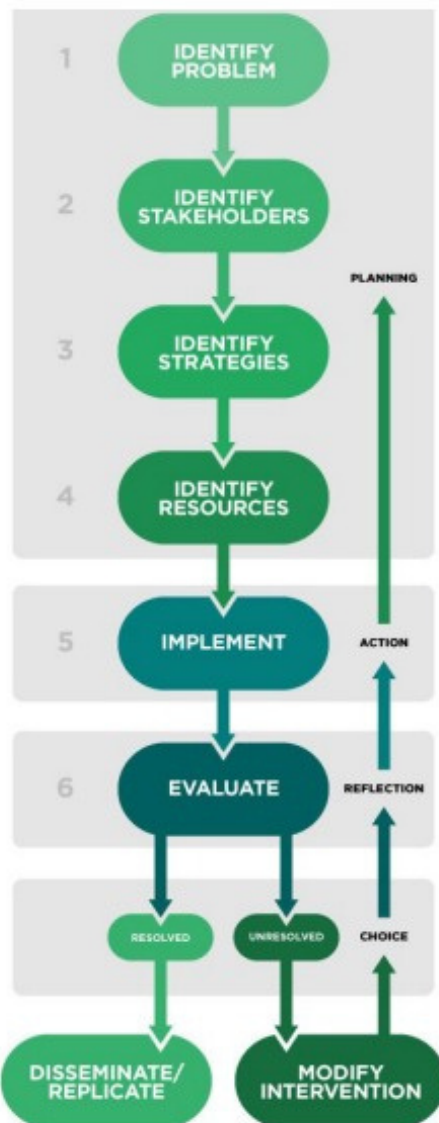 1
IDENTIFY
PROBLEM
2
IDENTIFY
STAKEHOLDERS
PLANNING
3
IDENTIFY
STRATEGIES
4
IDENTIFY
RESOURCES
5
IMPLEMENT
ACTION
6
EVALUATE
REFLECTION
RESOLVED
UNRESOLVED
CHOICE
DISSEMINATE/
REPLICATE
MODIFY
INTERVENTION